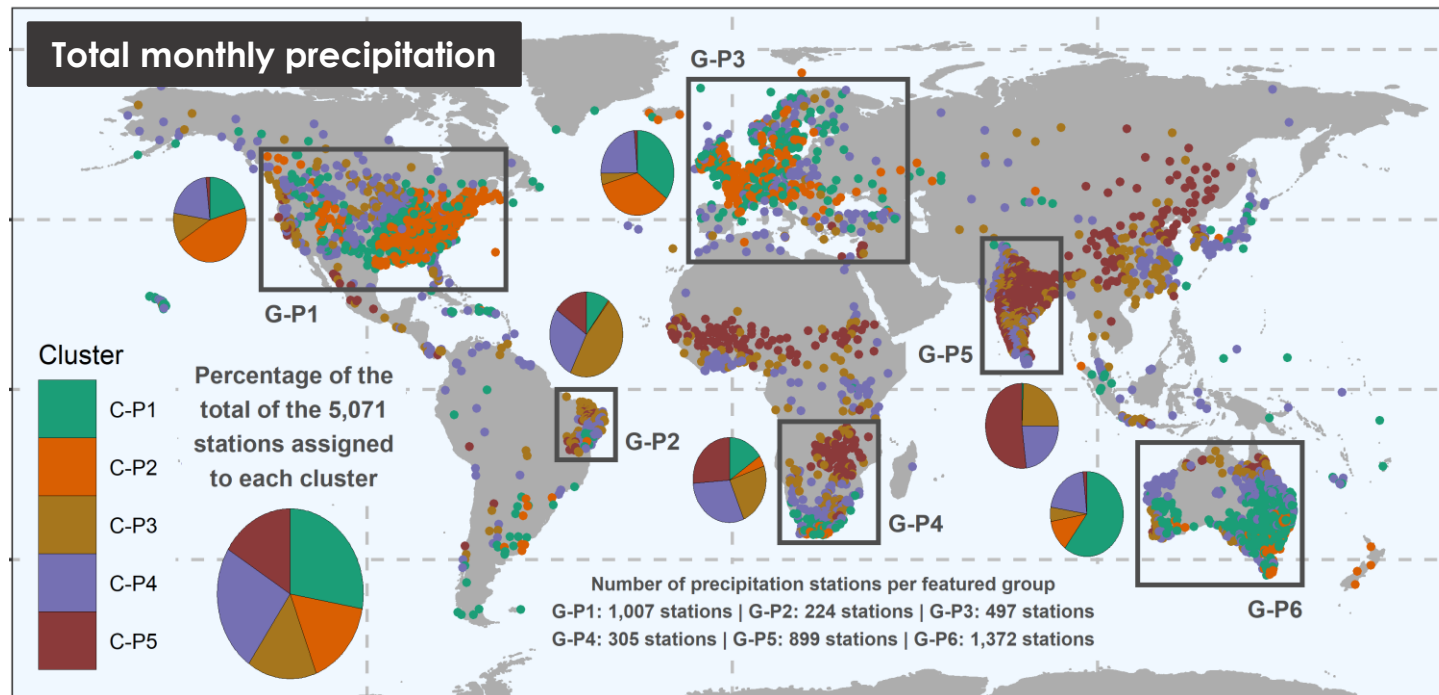 Total monthly precipitation
G-P3
G-P1
G-P5
Cluster
C-P1
C-P2
C-P3
C-P4
C-P5
Percentage of the
total of the 5,071
stations assigned
to each cluster
G-P2
G-P4
G-P6
Number of precipitation stations per featured group
G-P1: 1,007 stations | G-P2: 224 stations | G-P3: 497 stations
G-P4: 305 stations | G-P5: 899 stations | G-P6: 1,372 stations